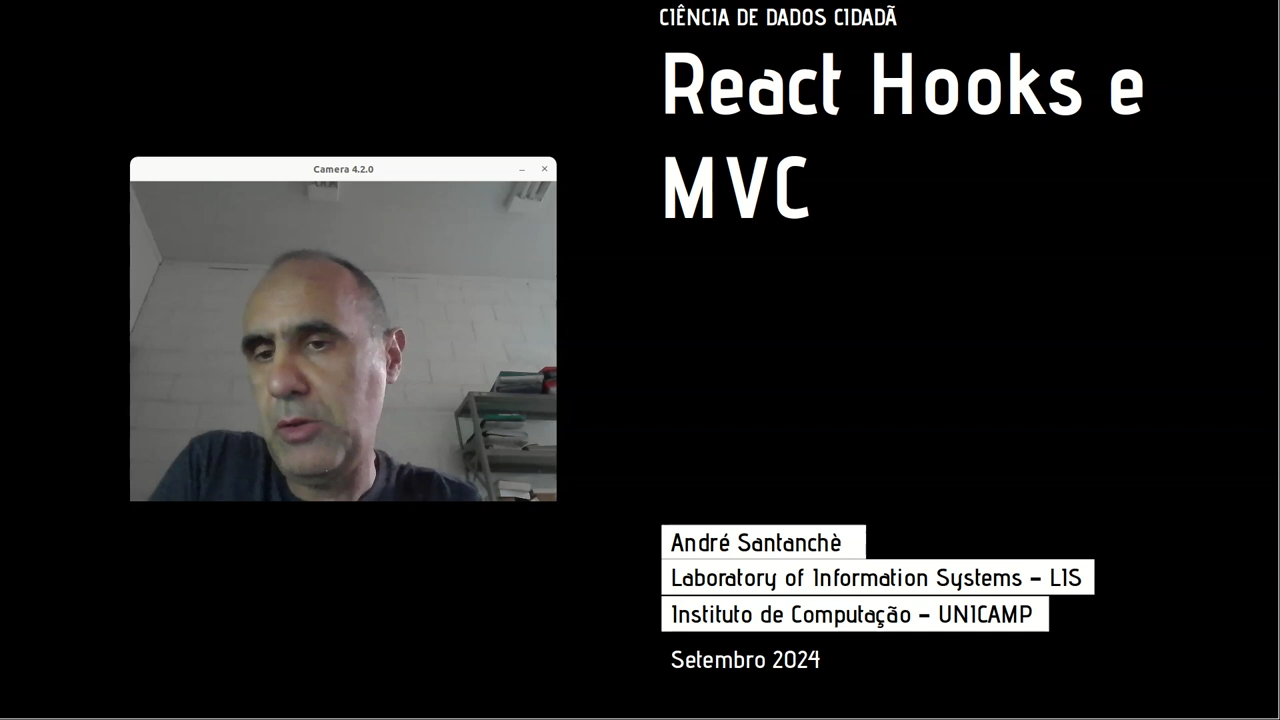 CIÊNCIA DE DADOS CIDADÃ
React Hooks e
MVC
Camera 4.2.0
André Santanchè
Laboratory of Information Systems – LIS
Instituto de Computação – UNICAMP
Setembro 2024